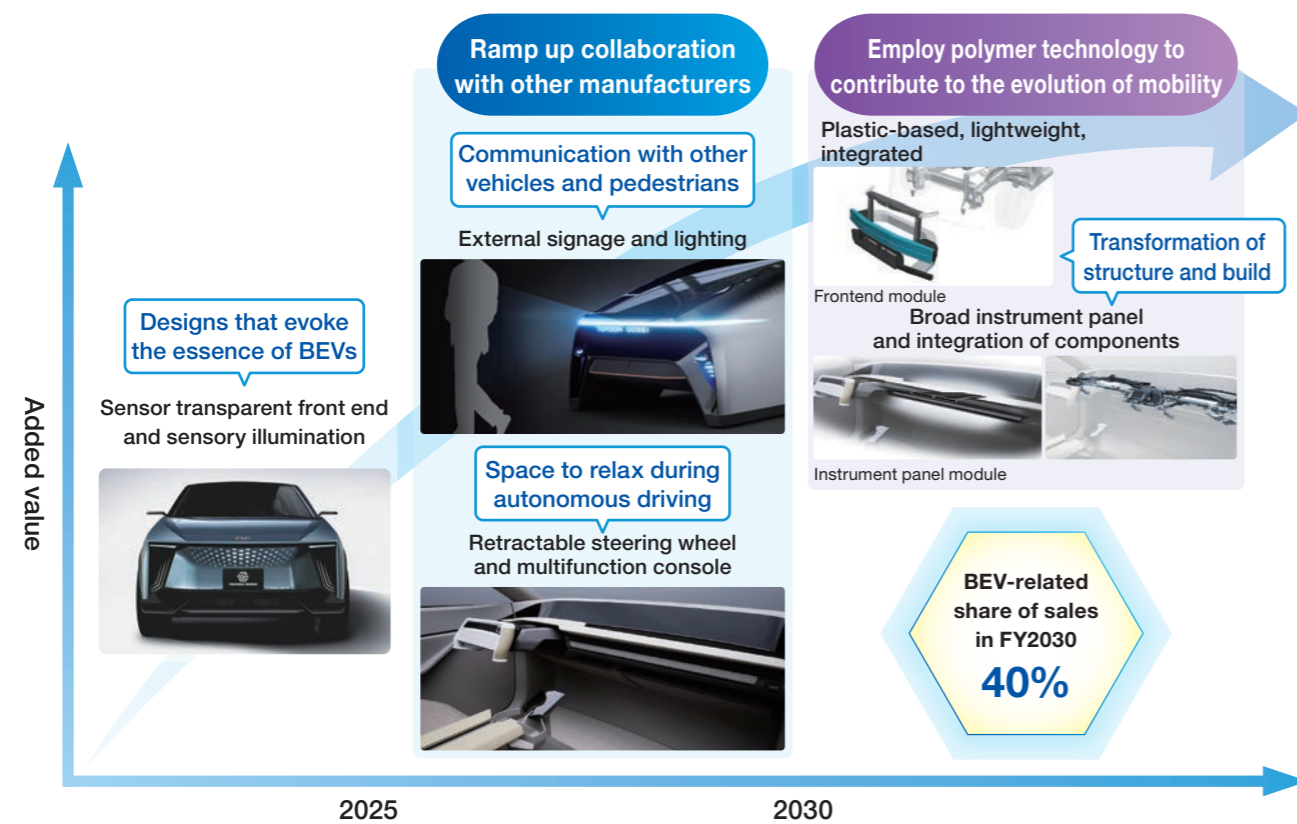 Ramp up collaboration
with other manufacturers
Employ polymer technology to
contribute to the evolution of mobility
Communication with other
vehicles and pedestrians
External signage and lighting
Plastic-based, lightweight,
integrated
Frontend module
Transformation of
structure and build
Broad instrument panel
and integration of components
Instrument panel module
Designs that evoke
the essence of BEVs
Sensor transparent front end
and sensory illumination
Space to relax during
autonomous driving
Retractable steering wheel
and multifunction console
BEV-related
share of sales
in FY2030
40%
Added value
2025
2030